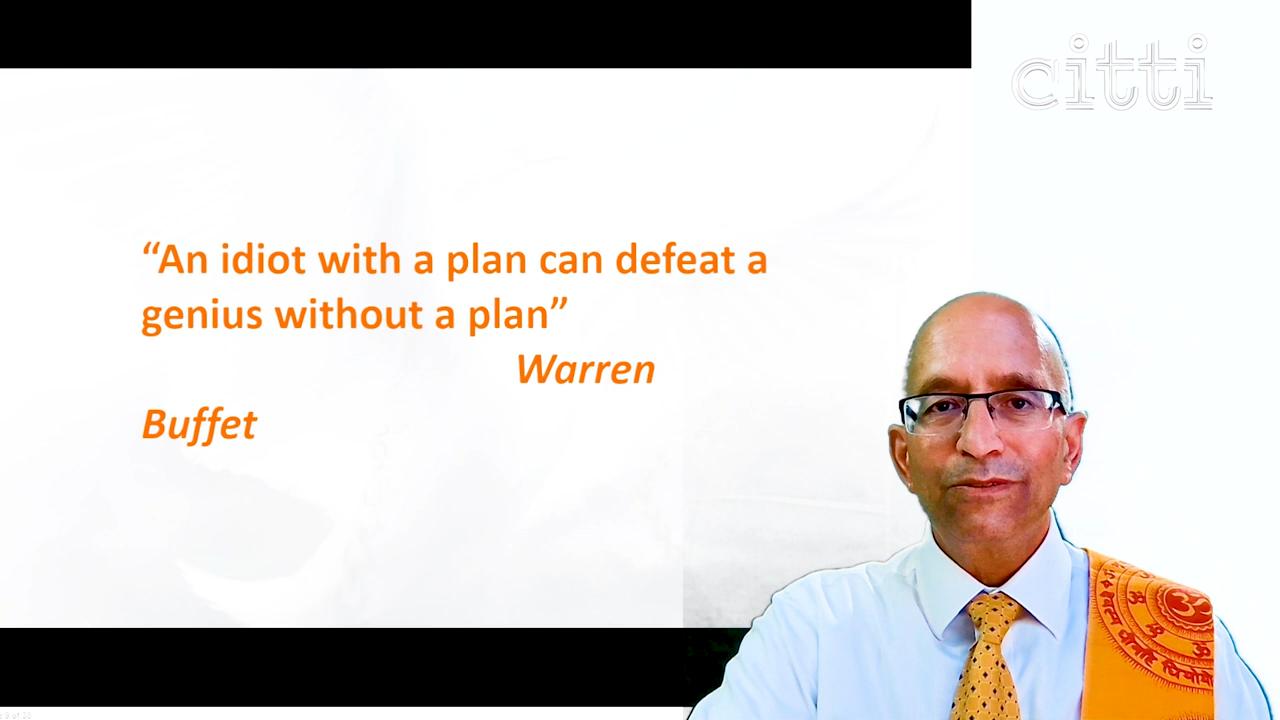 citti
“An idiot with a plan can defeat a
genius without a plan”
Warren
Buffet
ॐ